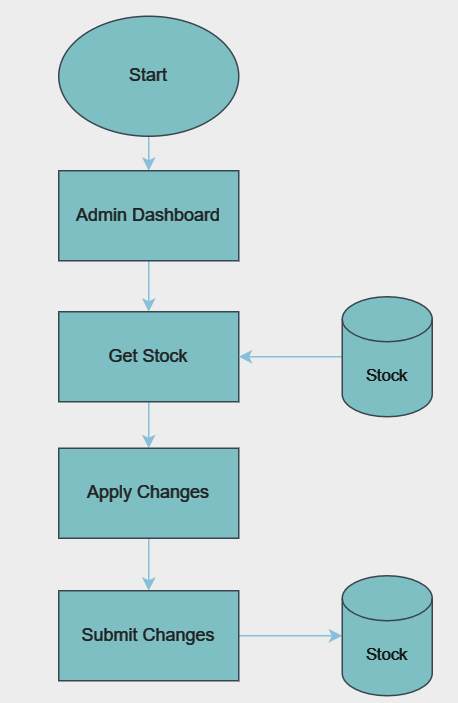 Start
Admin Dashboard
Get Stock
Stock
Apply Changes
Submit Changes
Stock